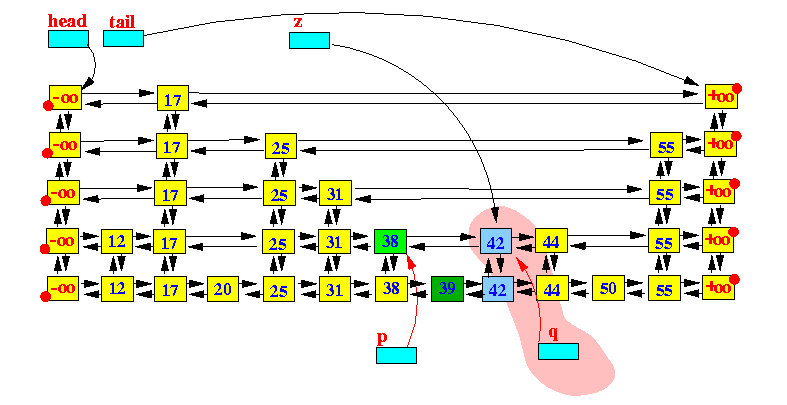 head tail z
-oo 17 +oo
-oo 17 25 55 +oo
-oo 17 25 31 55 +oo
-oo 12 17 25 31 38 42 44 55 +oo
-oo 12 17 20 25 31 38 39 42 44 50 55 +oo
p q